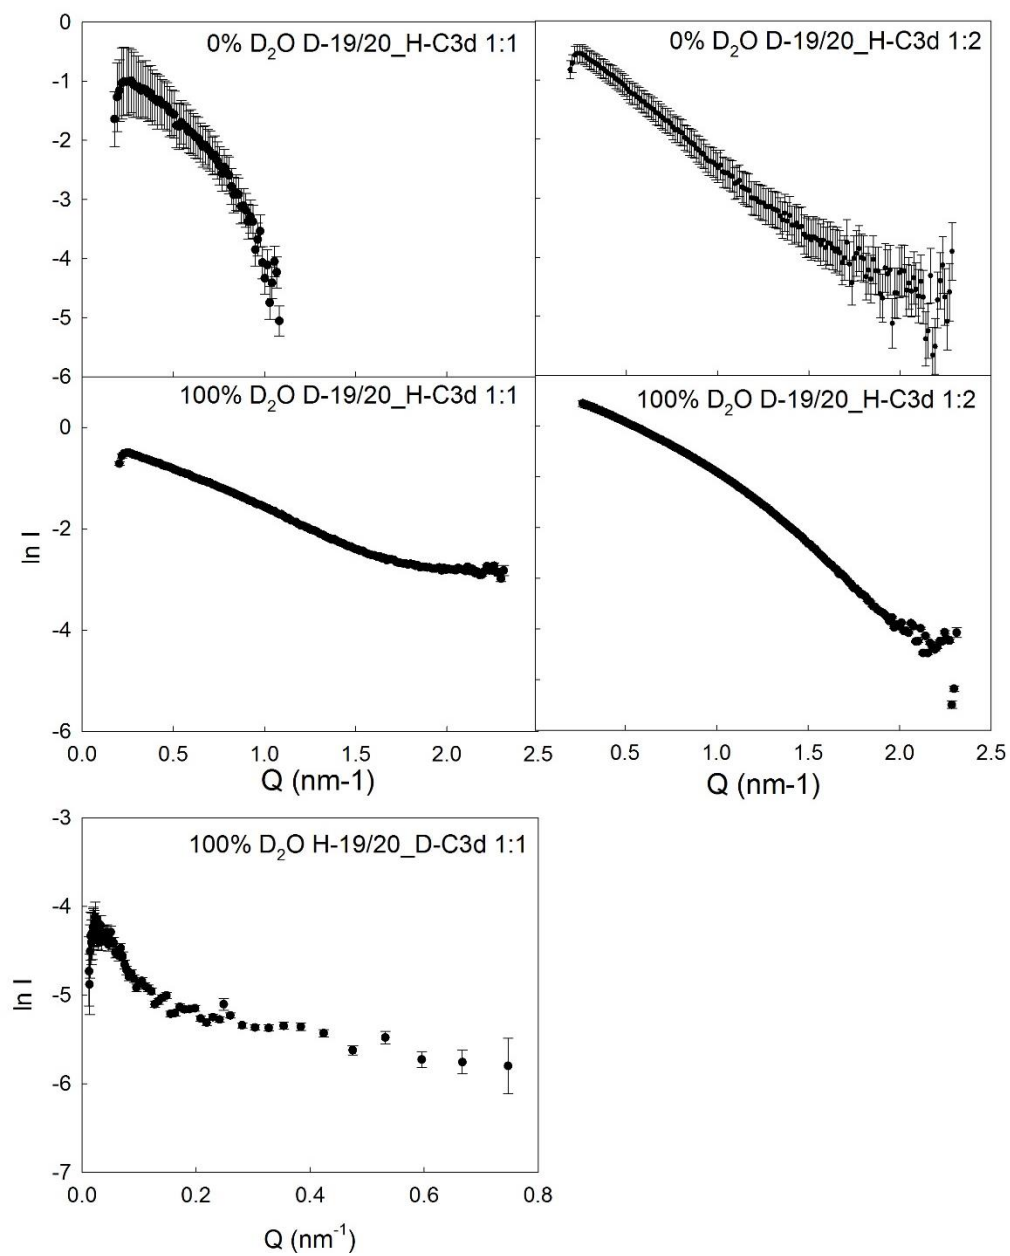 0
-1
-2
-3
-4
-5
-6
0% D₂O D-19/20_H-C3d 1:1
0% D₂O D-19/20_H-C3d 1:2
100% D₂O D-19/20_H-C3d 1:1
100% D₂O D-19/20_H-C3d 1:2
0
-2
-4
-6
ln I
0.0 0.5 1.0 1.5 2.0 2.5 0.5 1.0 1.5 2.0 2.5
Q (nm-1) Q (nm-1)
-3
-4
-5
-6
-7
100% D₂O H-19/20_D-C3d 1:1
ln I
0.0 0.2 0.4 0.6 0.8
Q (nm⁻¹)